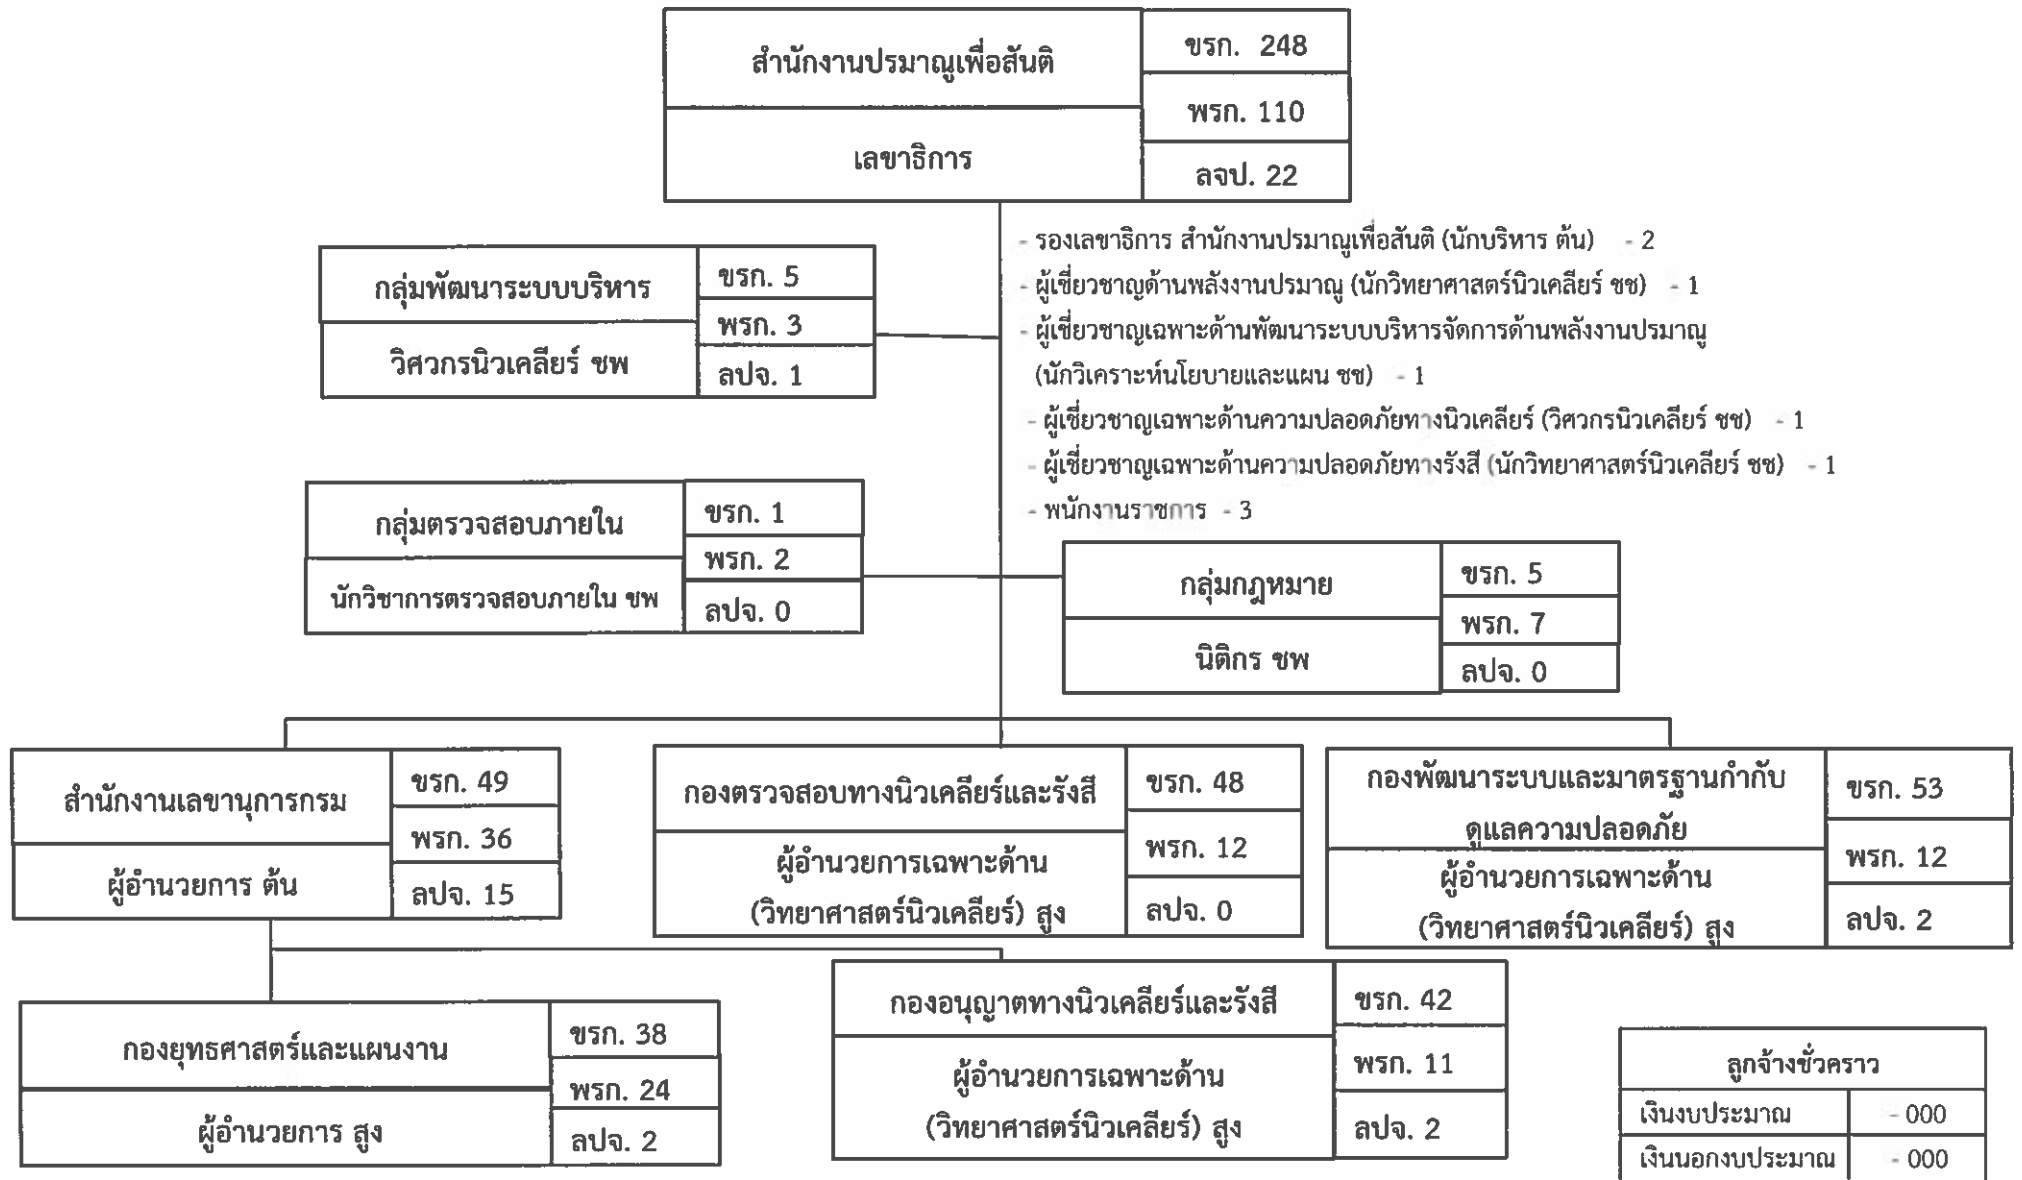 สำนักงานปรมาณูเพื่อสันติ
เลขาธิการ
ขรก. 248
พรก. 110
ลจป. 22
- รองเลขาธิการ สำนักงานปรมาณูเพื่อสันติ (นักบริหาร ต้น) - 2
- ผู้เชี่ยวชาญด้านพลังงานปรมาณู (นักวิทยาศาสตร์นิวเคลียร์ ชช) - 1
- ผู้เชี่ยวชาญเฉพาะด้านพัฒนาระบบบริหารจัดการด้านพลังงานปรมาณู
(นักวิเคราะห์นโยบายและแผน ชช) - 1
- ผู้เชี่ยวชาญเฉพาะด้านความปลอดภัยทางนิวเคลียร์ (วิศวกรนิวเคลียร์ ชช) - 1
- ผู้เชี่ยวชาญเฉพาะด้านความปลอดภัยทางรังสี (นักวิทยาศาสตร์นิวเคลียร์ ชช) - 1
- พนักงานราชการ - 3
กลุ่มพัฒนาระบบบริหาร
วิศวกรนิวเคลียร์ ชพ
ขรก. 5
พรก. 3
ลปจ. 1
กลุ่มตรวจสอบภายใน
นักวิชาการตรวจสอบภายใน ชพ
ขรก. 1
พรก. 2
ลปจ. 0
กลุ่มกฎหมาย
นิติกร ชพ
ขรก. 5
พรก. 7
ลปจ. 0
สำนักงานเลขานุการกรม
ผู้อำนวยการ ต้น
ขรก. 49
พรก. 36
ลปจ. 15
กองตรวจสอบทางนิวเคลียร์และรังสี
ผู้อำนวยการเฉพาะด้าน
(วิทยาศาสตร์นิวเคลียร์) สูง
ขรก. 48
พรก. 12
ลปจ. 0
กองพัฒนาระบบและมาตรฐานกำกับ
ดูแลความปลอดภัย
ผู้อำนวยการเฉพาะด้าน
(วิทยาศาสตร์นิวเคลียร์) สูง
ขรก. 53
พรก. 12
ลปจ. 2
กองยุทธศาสตร์และแผนงาน
ผู้อำนวยการ สูง
ขรก. 38
พรก. 24
ลปจ. 2
กองอนุญาตทางนิวเคลียร์และรังสี
ผู้อำนวยการเฉพาะด้าน
(วิทยาศาสตร์นิวเคลียร์) สูง
ขรก. 42
พรก. 11
ลปจ. 2
ลูกจ้างชั่วคราว
เงินงบประมาณ - 000
เงินนอกงบประมาณ - 000